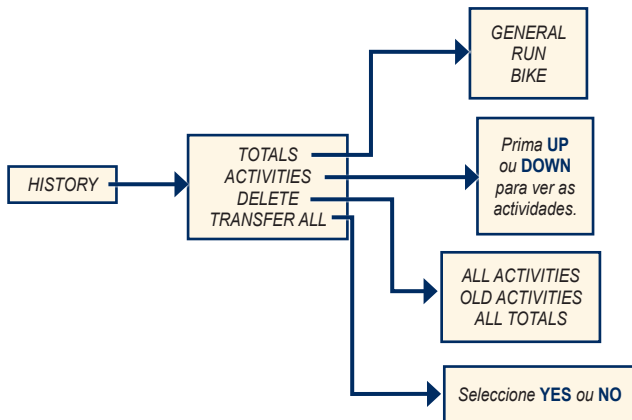 HISTORY
TOTALS
ACTIVITIES
DELETE
TRANSFER ALL
GENERAL
RUN
BIKE
Prima UP
ou DOWN
para ver as
actividades.
ALL ACTIVITIES
OLD ACTIVITIES
ALL TOTALS
Seleccione YES ou NO